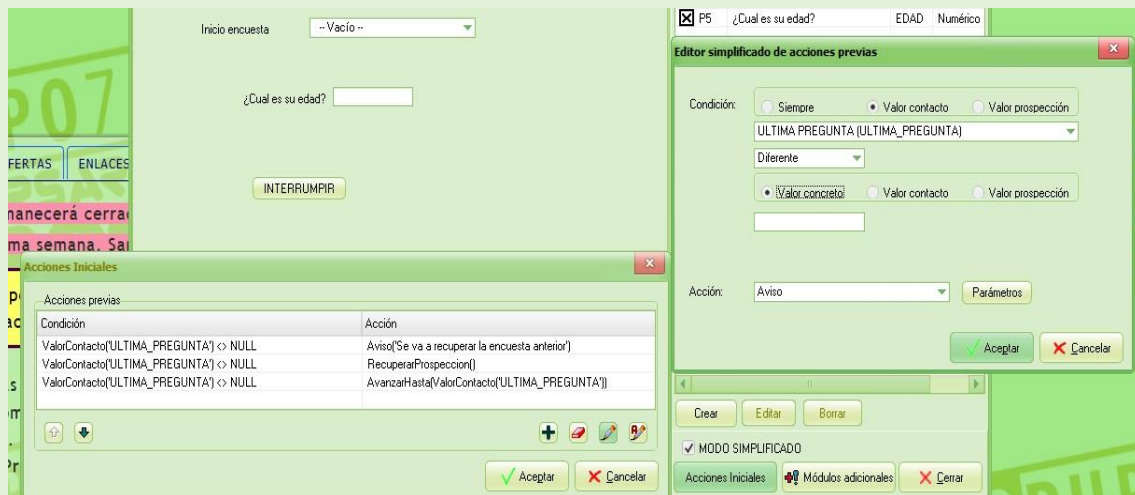 Inicio encuesta -- Vacío --
¿Cual es su edad?
INTERRUMPIR
P07
FERTAS ENLACES
manecerá cerra
ma semana. Sa
Acciones Iniciales
Acciones previas
Condición Acción
ValorContacto('ULTIMA_PREGUNTA') <> NULL Aviso('Se va a recuperar la encuesta anterior')
ValorContacto('ULTIMA_PREGUNTA') <> NULL RecuperarProspeccion()
ValorContacto('ULTIMA_PREGUNTA') <> NULL AvanzarHasta(ValorContacto('ULTIMA_PREGUNTA'))
Aceptar Cancelar
P5 ¿Cual es su edad? EDAD Numérico
Editor simplificado de acciones previas
Condición: Siempre Valor contacto Valor prospección
ULTIMA PREGUNTA (ULTIMA_PREGUNTA)
Diferente
Valor concreto Valor contacto Valor prospección
Acción: Aviso Parámetros
Aceptar Cancelar
Crear Editar Borrar
MODO SIMPLIFICADO
Acciones Iniciales Módulos adicionales Cerrar